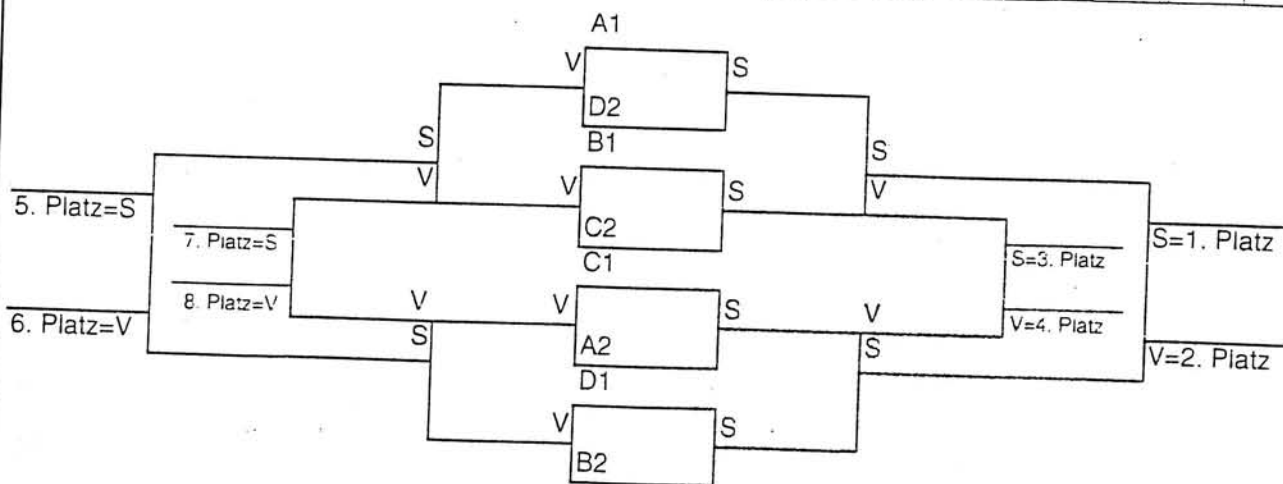 A1
V S
D2
B1
S S
V V S V
5. Platz=S
C2
7. Platz=S
C1
S=1. Platz
S=3. Platz
8. Platz=V
V V S V
V=4. Platz
6. Platz=V
S
A2
S
V=2. Platz
D1
V S
B2